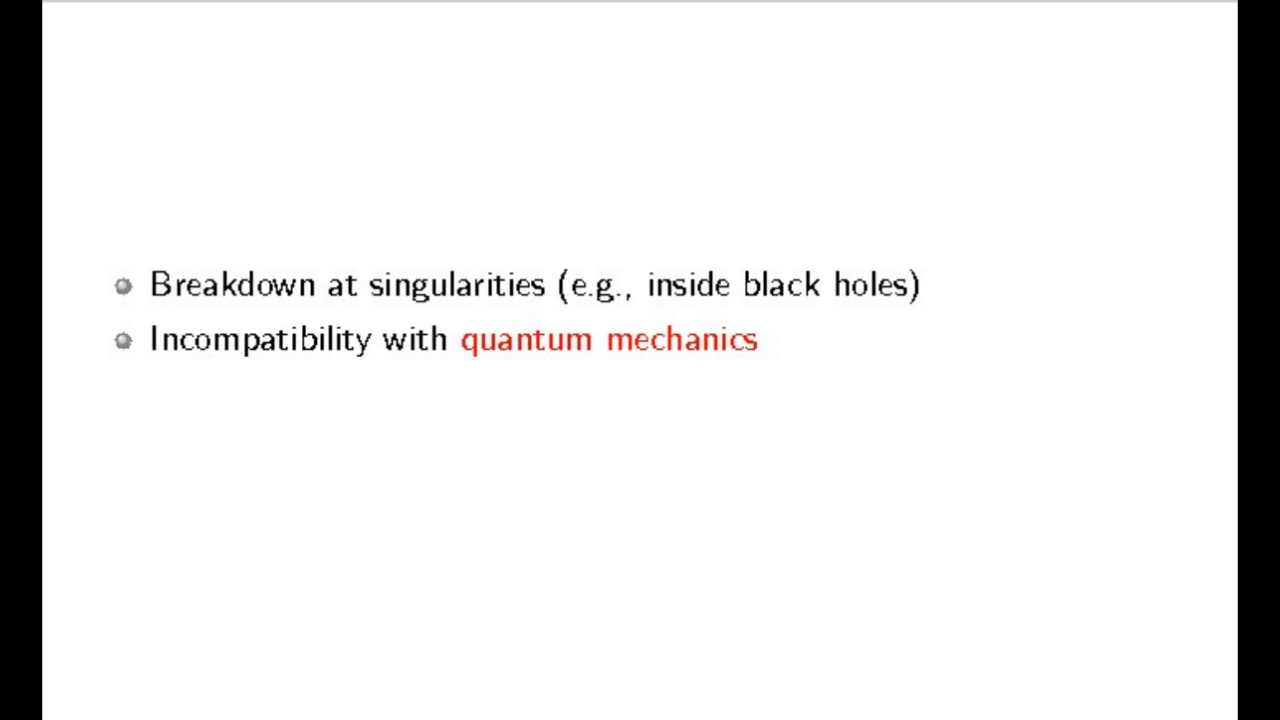 Breakdown at singularities (e.g., inside black holes)
Incompatibility with quantum mechanics